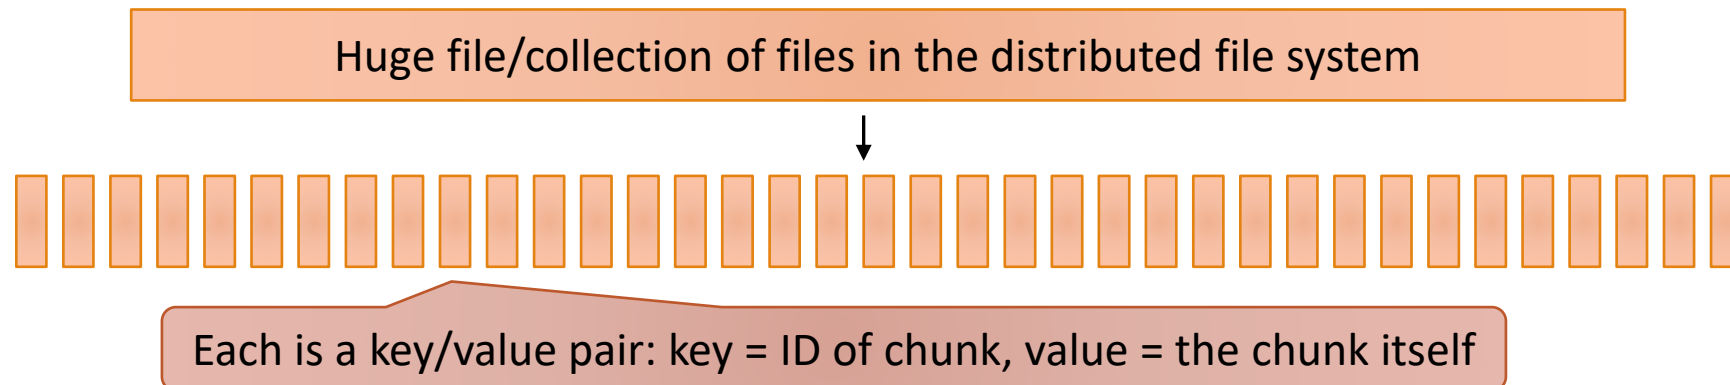 Huge file/collection of files in the distributed file system
Each is a key/value pair: key = ID of chunk, value = the chunk itself